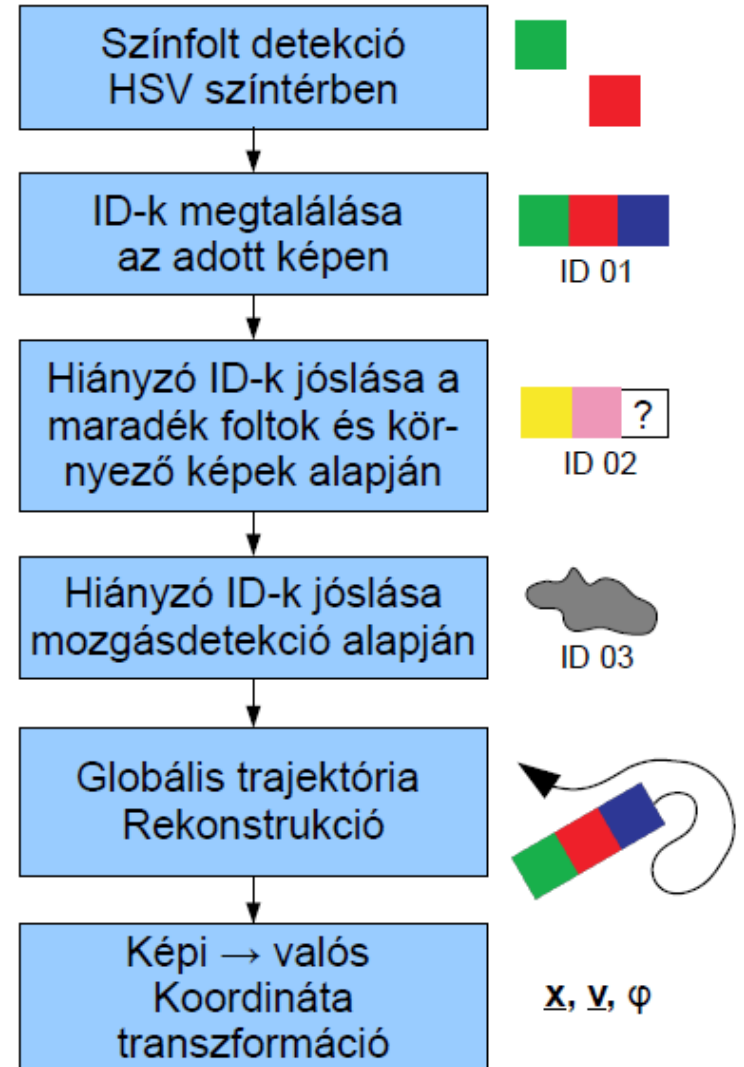 Színfolt detekció
HSV színtérben
ID-k megtalálása
az adott képen
ID 01
Hiányzó ID-k jóslása a
maradék foltok és kör-
nyező képek alapján
?
ID 02
Hiányzó ID-k jóslása
mozgásdetekció alapján
ID 03
Globális trajektória
Rekonstrukció
Képi → valós
Koordináta
transzformáció
x, v, φ